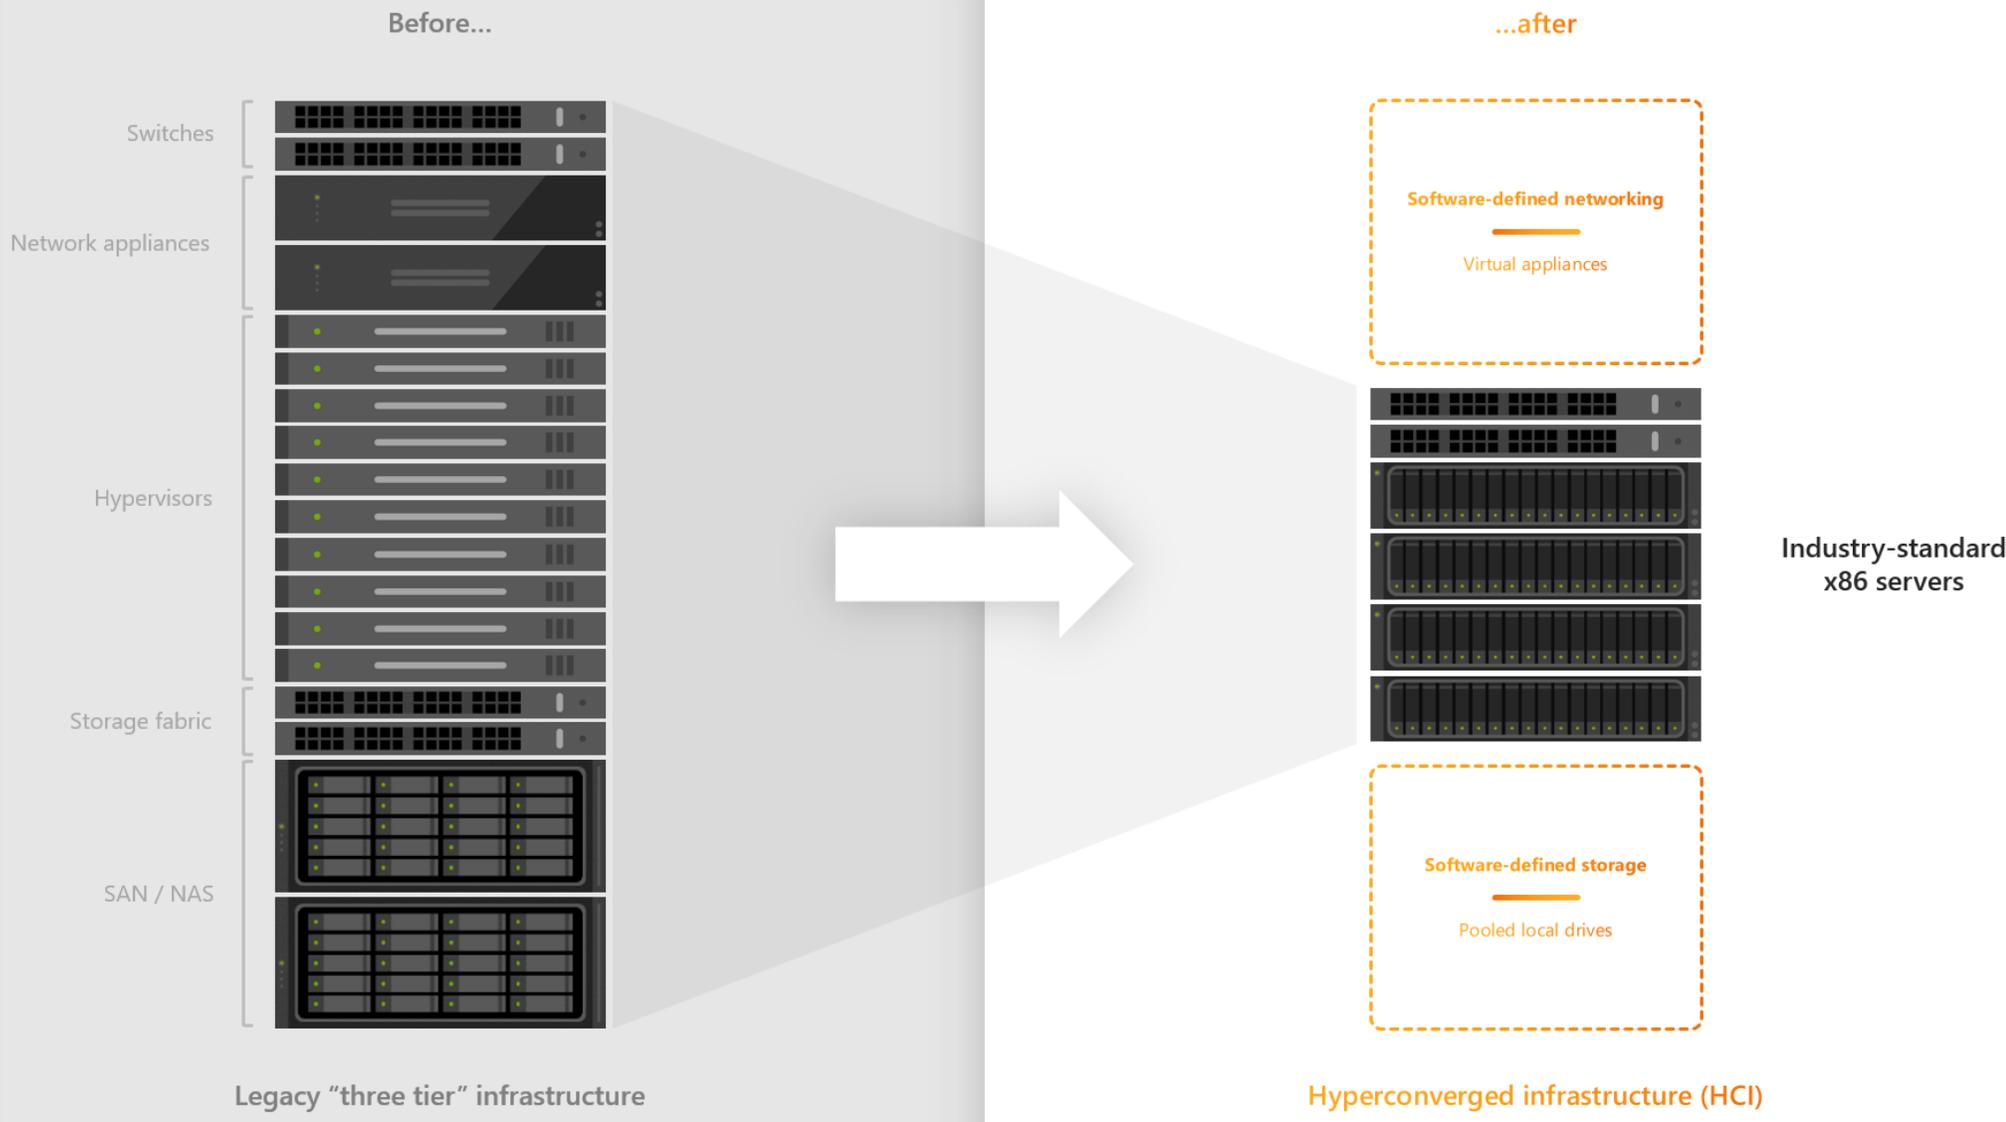 Before...
...after
Switches
Network appliances
Hypervisors
Storage fabric
SAN / NAS
Legacy “three tier” infrastructure
Software-defined networking
Virtual appliances
Industry-standard
x86 servers
Software-defined storage
Pooled local drives
Hyperconverged infrastructure (HCI)